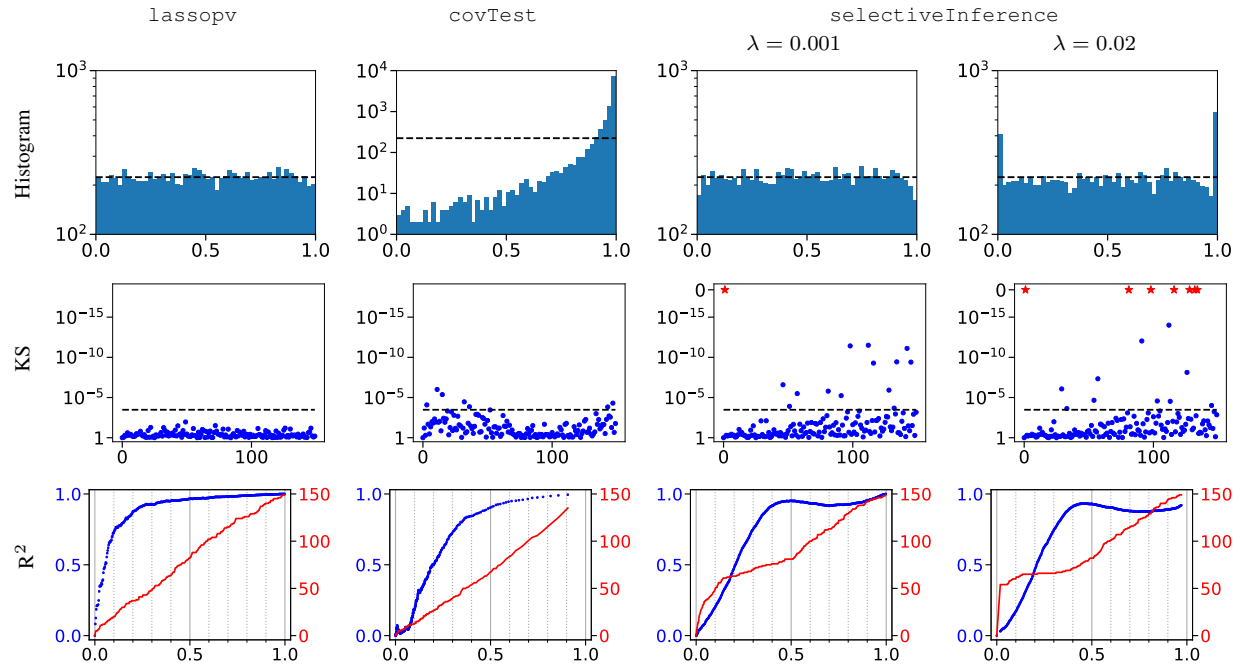 lassopv covTest selectiveInference
λ = 0.001 λ = 0.02
Histogram
10³ 10² 0.0 0.5 1.0
10⁴ 10³ 10² 10¹ 10⁰ 0.0 0.5 1.0
10³ 10² 0.0 0.5 1.0
10³ 10² 0.0 0.5 1.0
KS
10⁻¹⁵ 10⁻¹⁰ 10⁻⁵ 1 0 100
10⁻¹⁵ 10⁻¹⁰ 10⁻⁵ 1 0 100
0 10⁻¹⁵ 10⁻¹⁰ 10⁻⁵ 1 0 100
0 10⁻¹⁵ 10⁻¹⁰ 10⁻⁵ 1 0 100
R²
1.0 0.5 0.0 150 100 50 0 0.0 0.5 1.0
1.0 0.5 0.0 150 100 50 0 0.0 0.5 1.0
1.0 0.5 0.0 150 100 50 0 0.0 0.5 1.0
1.0 0.5 0.0 150 100 50 0 0.0 0.5 1.0